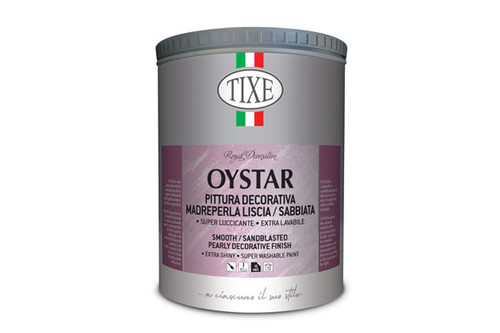 TIXE
Royal Decoration
OYSTAR
PITTURA DECORATIVA
MADREPERLA LISCIA / SABBIATA
• SUPER LUCCICANTE • EXTRA LAVABILE
SMOOTH / SANDBLASTED
PEARLY DECORATIVE FINISH
• EXTRA SHINY • SUPER WASHABLE PAINT
...a ciascuno il suo stile...